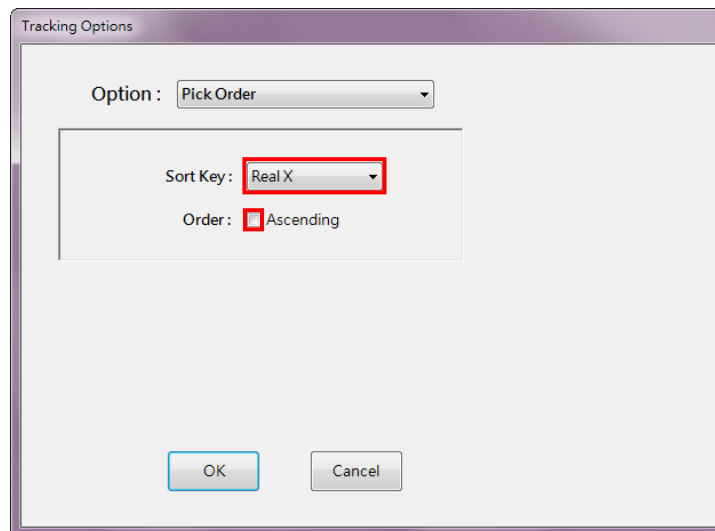 Tracking Options
Option : Pick Order
Sort Key : Real X
Order : Ascending
OK Cancel